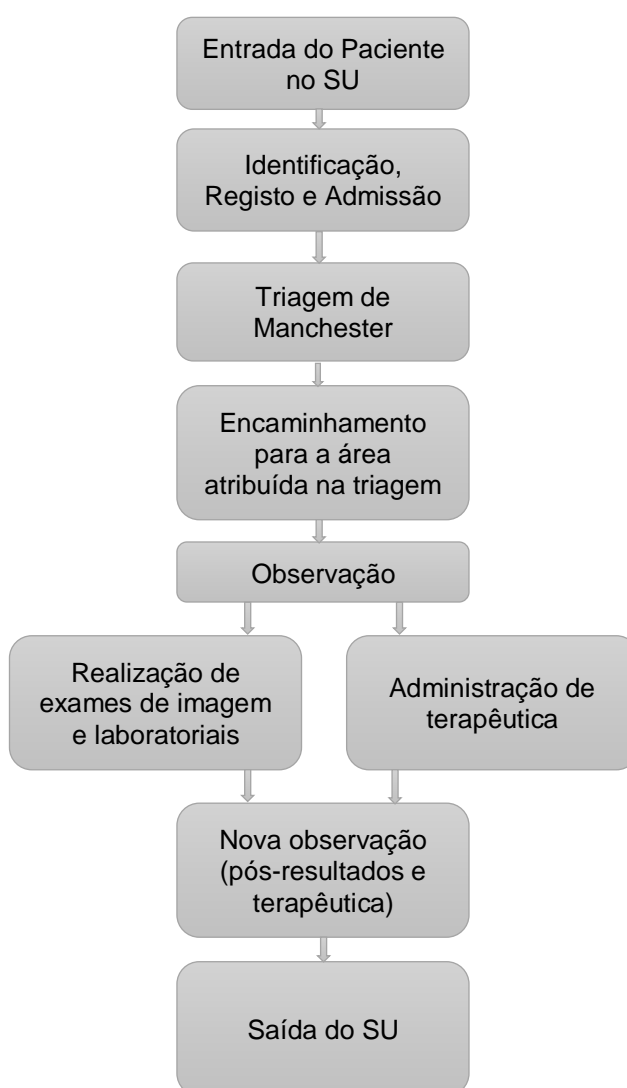 Entrada do Paciente
no SU
Identificação,
Registo e Admissão
Triagem de
Manchester
Encaminhamento
para a área
atribuída na triagem
Observação
Realização de
exames de imagem
e laboratoriais
Administração de
terapêutica
Nova observação
(pós-resultados e
terapêutica)
Saída do SU